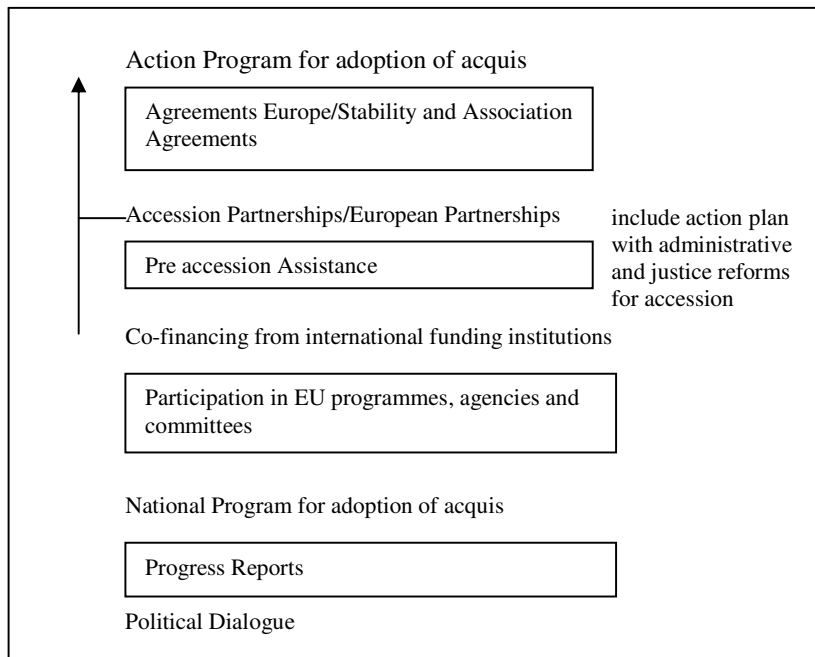 Action Program for adoption of acquis
Agreements Europe/Stability and Association
Agreements
Accession Partnerships/European Partnerships
include action plan
with administrative
and justice reforms
for accession
Pre accession Assistance
Co-financing from international funding institutions
Participation in EU programmes, agencies and
committees
National Program for adoption of acquis
Progress Reports
Political Dialogue